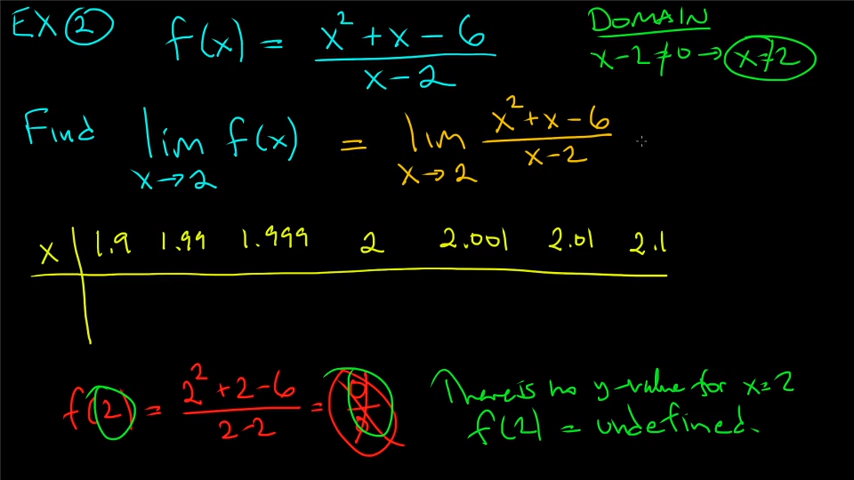 EX 2 f(x) = x² + x - 6 / x - 2
DOMAIN
x - 2 ≠ 0 → x ≠ 2
Find lim x→2 f(x) = lim x→2 x² + x - 6 / x - 2
x | 1.9 1.99 1.999 2 2.001 2.01 2.1
f(2) = 2² + 2 - 6 / 2 - 2 = 0/0
There is no y-value for x = 2
f(2) = undefined.